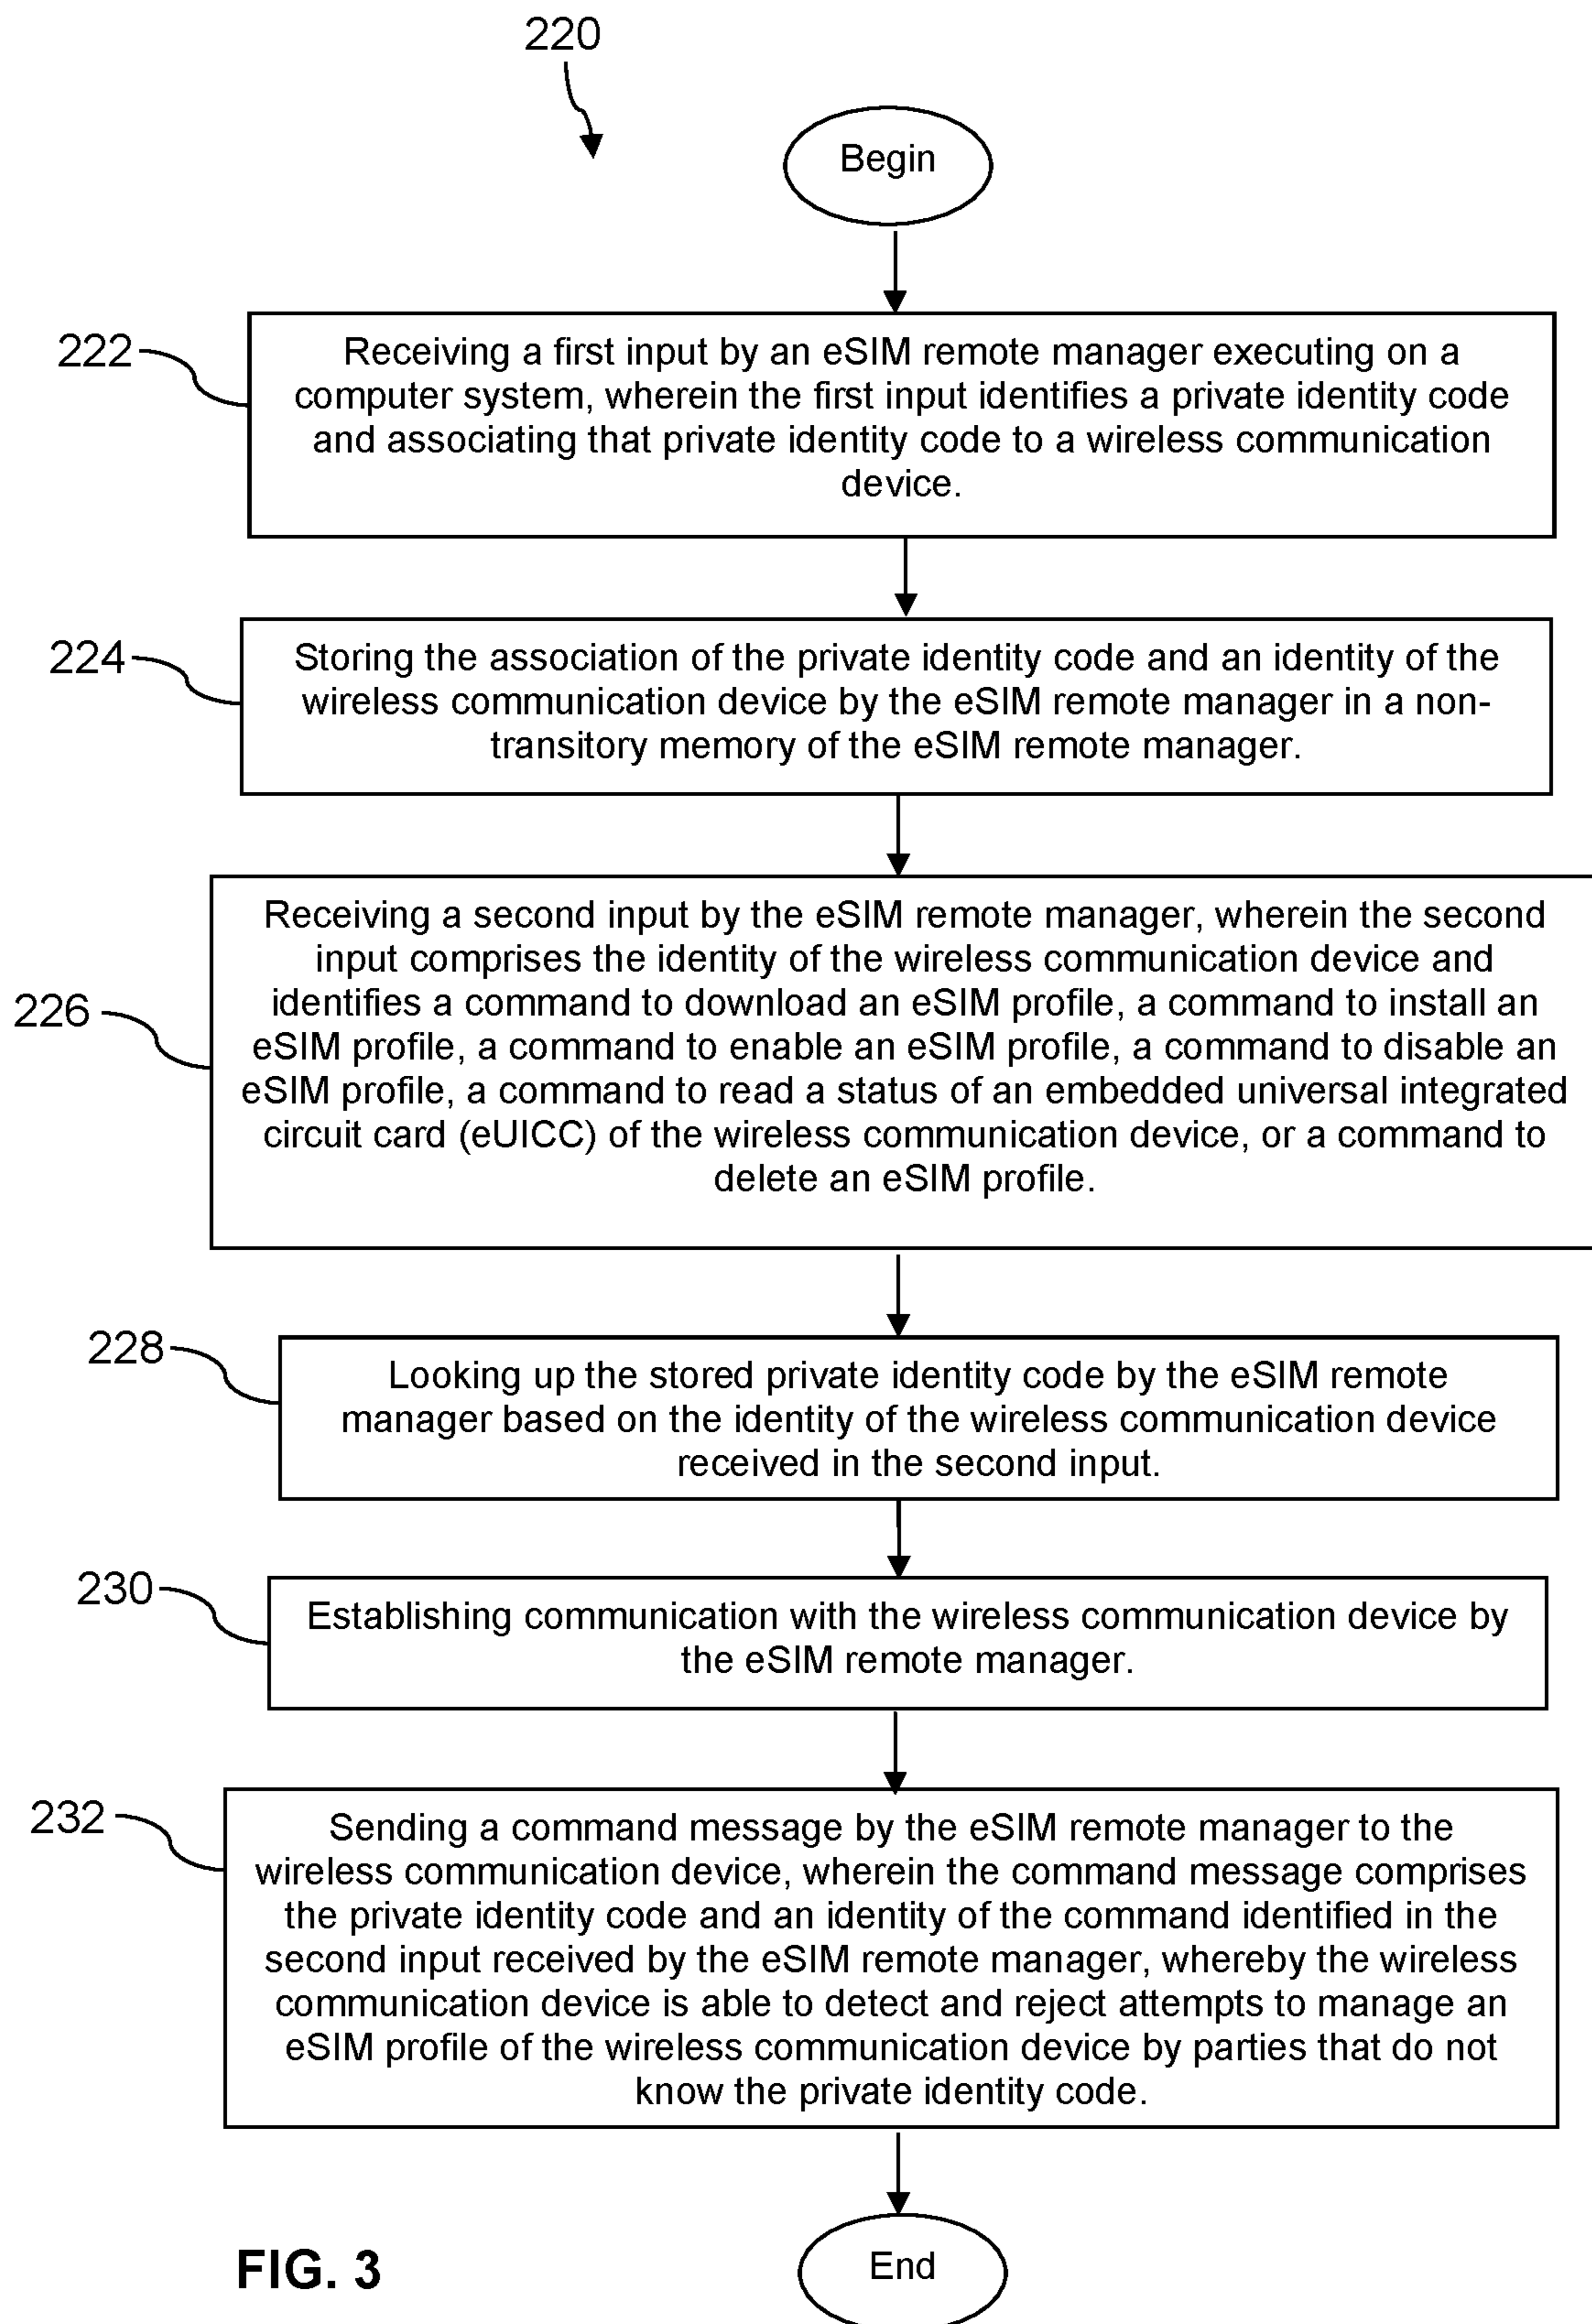 220
Begin
222
Receiving a first input by an eSIM remote manager executing on a
computer system, wherein the first input identifies a private identity code
and associating that private identity code to a wireless communication
device.
224
Storing the association of the private identity code and an identity of the
wireless communication device by the eSIM remote manager in a non-
transitory memory of the eSIM remote manager.
226
Receiving a second input by the eSIM remote manager, wherein the second
input comprises the identity of the wireless communication device and
identifies a command to download an eSIM profile, a command to install an
eSIM profile, a command to enable an eSIM profile, a command to disable an
eSIM profile, a command to read a status of an embedded universal integrated
circuit card (eUICC) of the wireless communication device, or a command to
delete an eSIM profile.
228
Looking up the stored private identity code by the eSIM remote
manager based on the identity of the wireless communication device
received in the second input.
230
Establishing communication with the wireless communication device by
the eSIM remote manager.
232
Sending a command message by the eSIM remote manager to the
wireless communication device, wherein the command message comprises
the private identity code and an identity of the command identified in the
second input received by the eSIM remote manager, whereby the wireless
communication device is able to detect and reject attempts to manage an
eSIM profile of the wireless communication device by parties that do not
know the private identity code.
End
FIG. 3